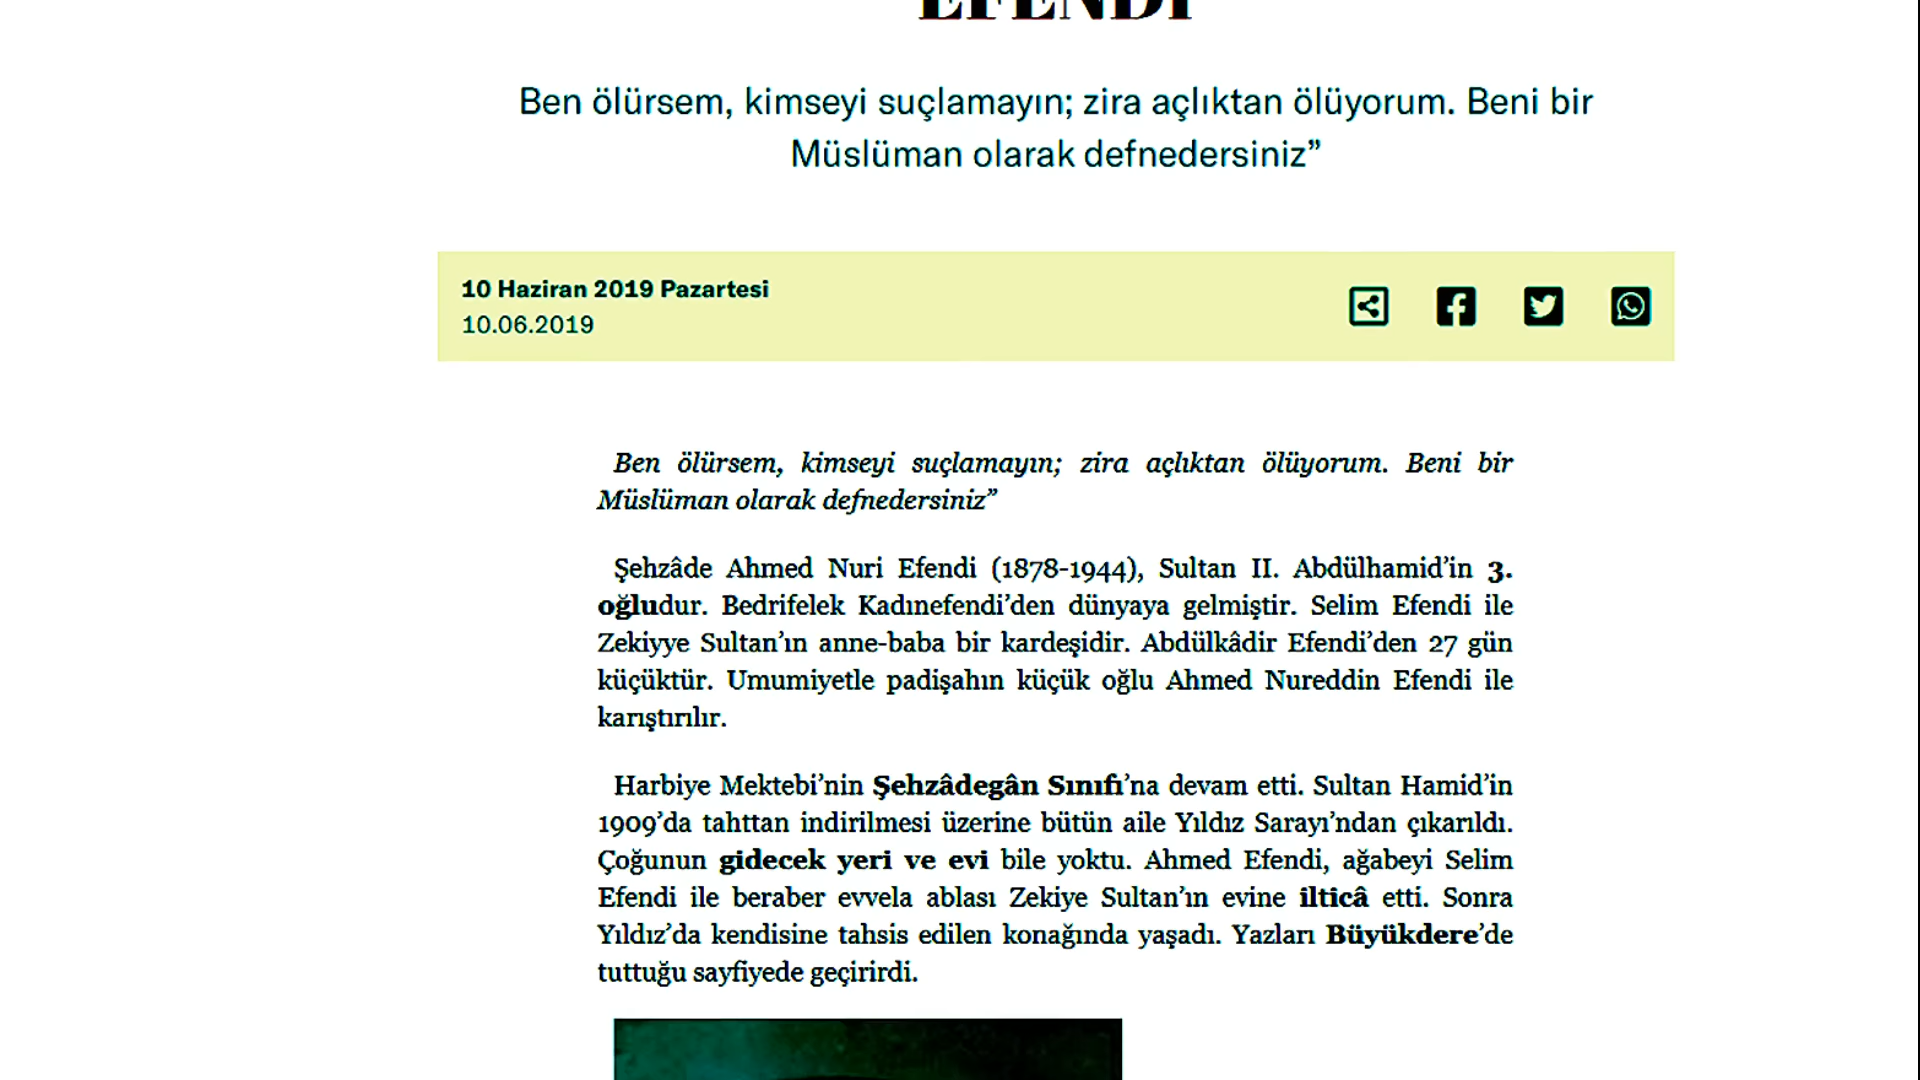 EFENDİ
Ben ölürsem, kimseyi suçlamayın; zira açlıktan ölüyorum. Beni bir
Müslüman olarak defnedersiniz”
10 Haziran 2019 Pazartesi
10.06.2019
Ben ölürsem, kimseyi suçlamayın; zira açlıktan ölüyorum. Beni bir
Müslüman olarak defnedersiniz”
Şehzâde Ahmed Nuri Efendi (1878-1944), Sultan II. Abdülhamid’in 3.
oğludur. Bedrifelek Kadınefendi’den dünyaya gelmiştir. Selim Efendi ile
Zekiyye Sultan’ın anne-baba bir kardeşidir. Abdülkâdir Efendi’den 27 gün
küçüktür. Umumiyetle padişahın küçük oğlu Ahmed Nureddin Efendi ile
karıştırılır.
Harbiye Mektebi’nin Şehzâdegân Sınıfı’na devam etti. Sultan Hamid’in
1909’da tahttan indirilmesi üzerine bütün aile Yıldız Sarayı’ndan çıkarıldı.
Çoğunun gidecek yeri ve evi bile yoktu. Ahmed Efendi, ağabeyi Selim
Efendi ile beraber evvela ablası Zekiye Sultan’ın evine ilticâ etti. Sonra
Yıldız’da kendisine tahsis edilen konağında yaşadı. Yazları Büyükdere’de
tuttuğu sayfiyede geçirirdi.